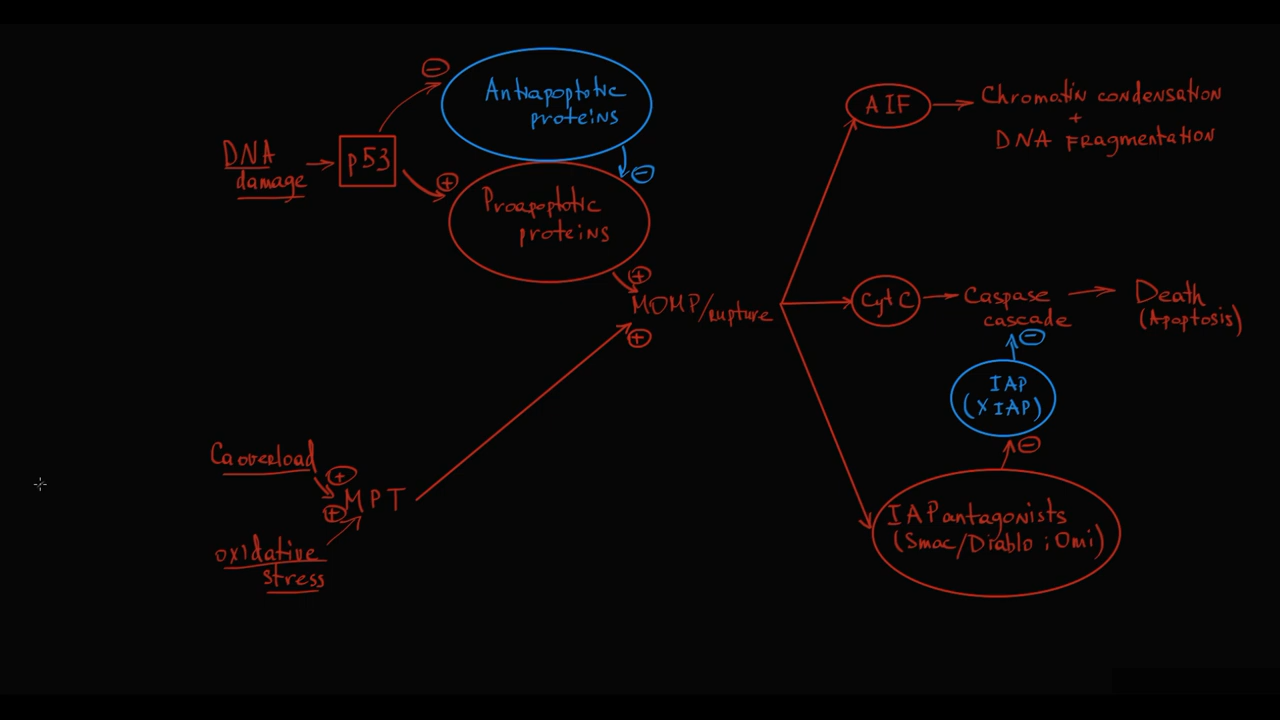 Antiapoptotic
proteins
DNA
damage
p53
Proapoptotic
proteins
MOMP/rupture
Ca overload
MPT
oxidative
stress
AIF
Chromatin condensation
+
DNA Fragmentation
Cyt C
Caspase
cascade
Death
(Apoptosis)
IAP
(XIAP)
IAP antagonists
(Smac/Diablo ; Omi)